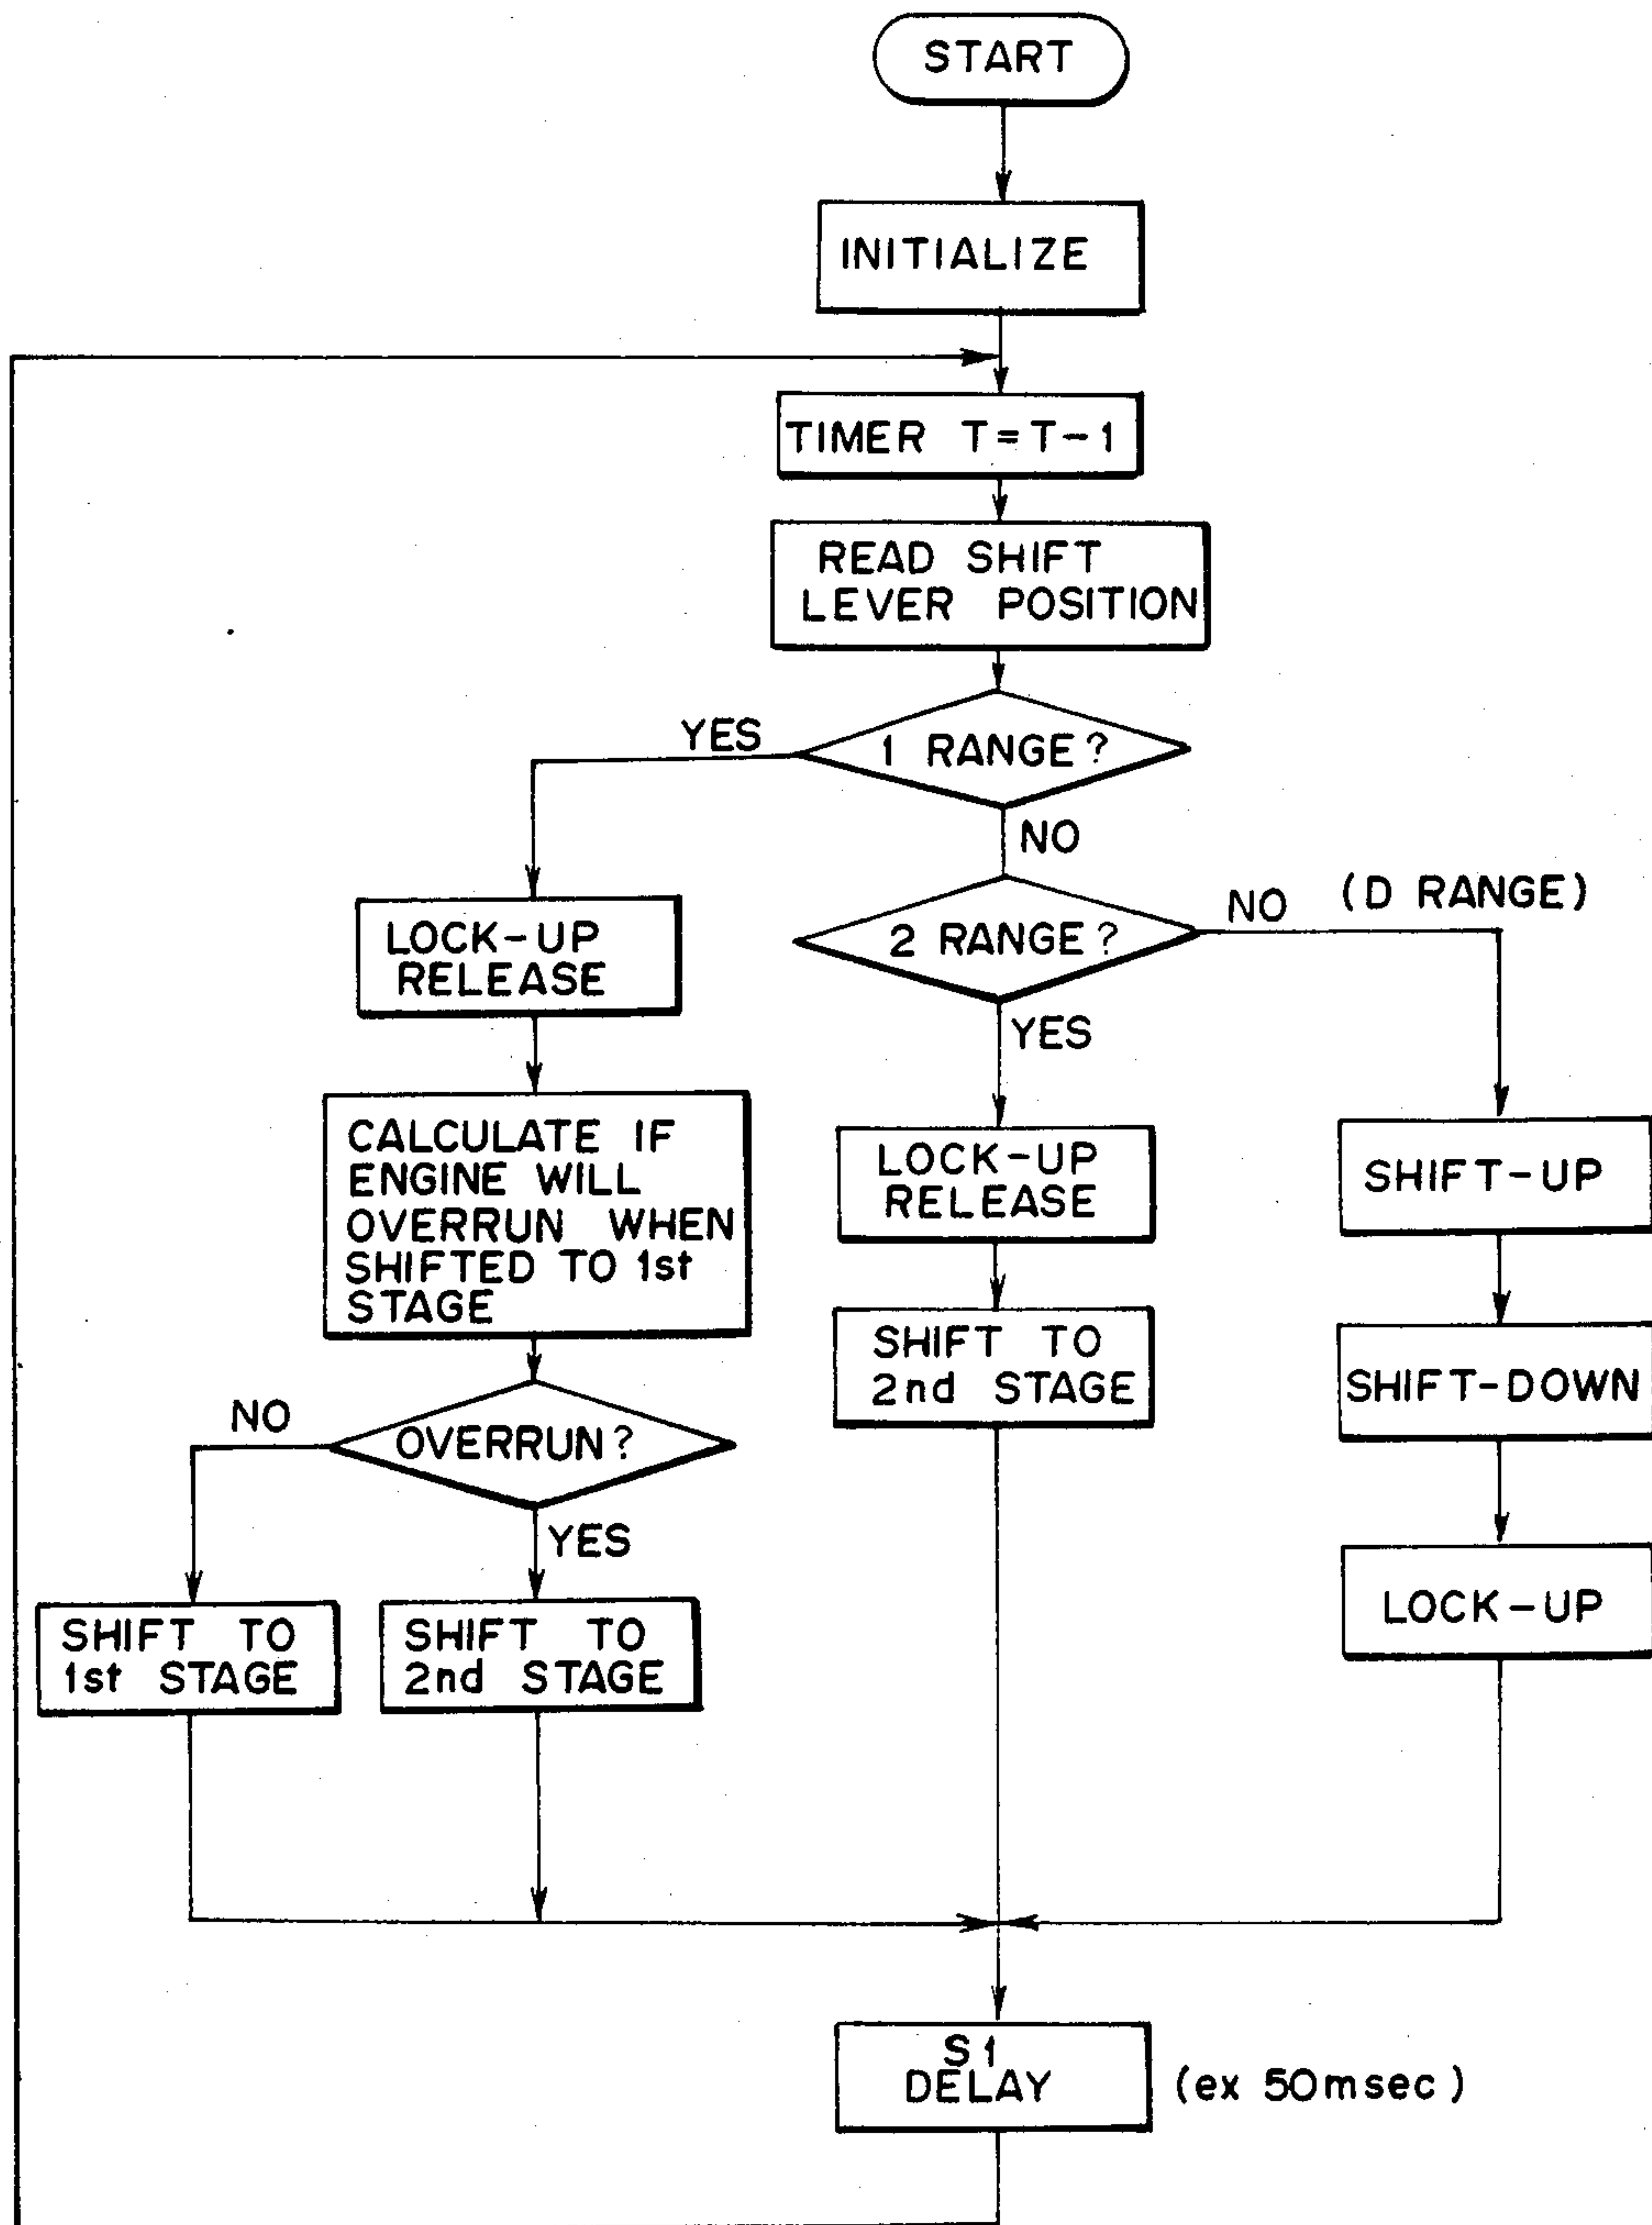 START
INITIALIZE
TIMER T=T-1
READ SHIFT
LEVER POSITION
1 RANGE?
YES
NO
2 RANGE?
NO (D RANGE)
YES
LOCK-UP
RELEASE
CALCULATE IF
ENGINE WILL
OVERRUN WHEN
SHIFTED TO 1st
STAGE
OVERRUN?
NO
YES
SHIFT TO
1st STAGE
SHIFT TO
2nd STAGE
LOCK-UP
RELEASE
SHIFT TO
2nd STAGE
SHIFT-UP
SHIFT-DOWN
LOCK-UP
S1
DELAY (ex 50msec)